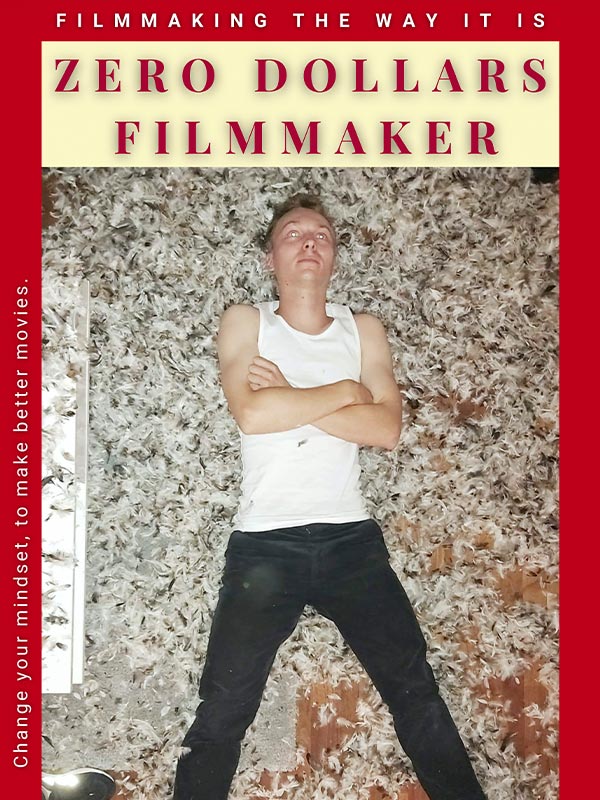 FILMMAKING THE WAY IT IS
ZERO DOLLARS
FILMMAKER
Change your mindset, to make better movies.